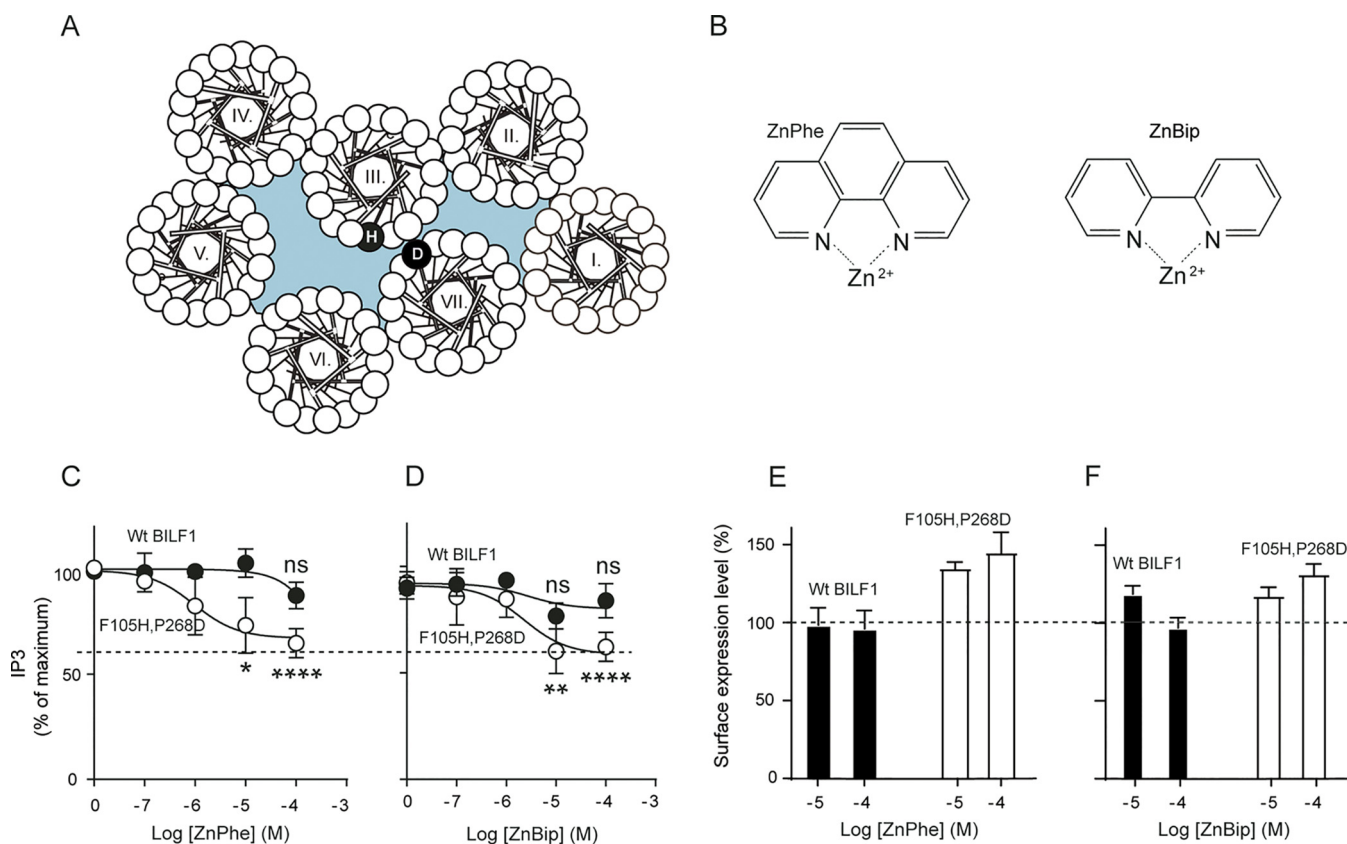 A
B
IV.
III.
II.
V.
H
D
I.
VII.
VI.
ZnPhe
N
N
Zn2+
ZnBip
N
N
Zn2+
C
IP3
(% of maximum)
100
50
0
Wt BILF1
ns
F105H,P268D
*
****
0 -7 -6 -5 -4 -3
Log [ZnPhe] (M)
D
Wt BILF1
ns
ns
F105H,P268D
**
****
0 -7 -6 -5 -4 -3
Log [ZnBip] (M)
E
Surface expression level (%)
150
100
50
0
F105H,P268D
Wt BILF1
-5 -4 -5 -4
Log [ZnPhe] (M)
F
Wt BILF1
F105H,P268D
-5 -4 -5 -4
Log [ZnBip] (M)